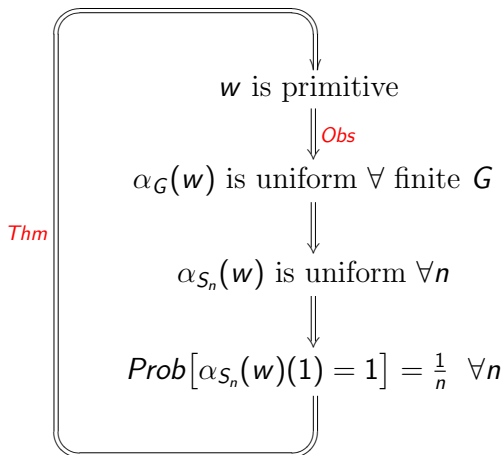 w is primitive
Obs
α_G(w) is uniform ∀ finite G
Thm
α_{S_n}(w) is uniform ∀n
Prob[α_{S_n}(w)(1) = 1] = 1/n ∀n